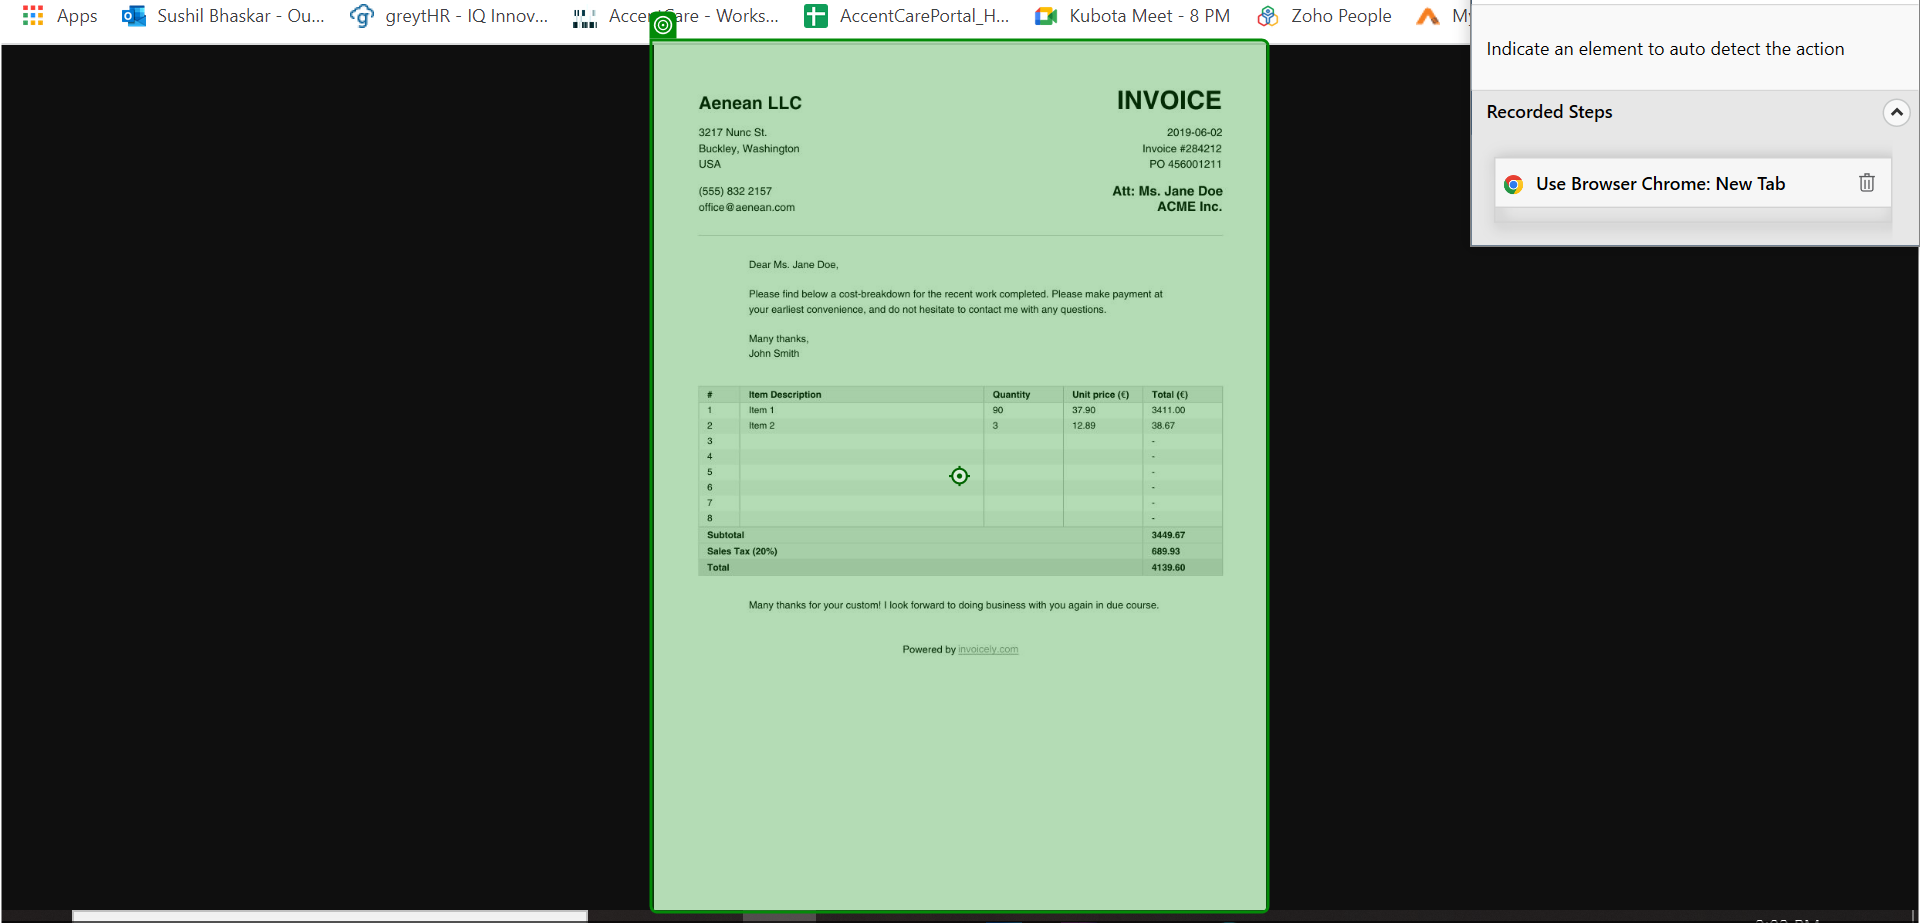 Apps Sushil Bhaskar - Ou... greytHR - IQ Innov... AccentCare - Works... AccentCarePortal_H... Kubota Meet - 8 PM Zoho People
Indicate an element to auto detect the action
Recorded Steps
Use Browser Chrome: New Tab
Aenean LLC INVOICE
3217 Nunc St. 2019-06-02
Buckley, Washington Invoice #284212
USA PO 456001211
(555) 832 2157 Att: Ms. Jane Doe
office@aenean.com ACME Inc.
Dear Ms. Jane Doe,
Please find below a cost-breakdown for the recent work completed. Please make payment at
your earliest convenience, and do not hesitate to contact me with any questions.
Many thanks,
John Smith
# Item Description Quantity Unit price (€) Total (€)
1 Item 1 90 37.90 3411.00
2 Item 2 3 12.89 38.67
3 -
4 -
5 -
6 -
7 -
8 -
Subtotal 3449.67
Sales Tax (20%) 689.93
Total 4139.60
Many thanks for your custom! I look forward to doing business with you again in due course.
Powered by invoicely.com